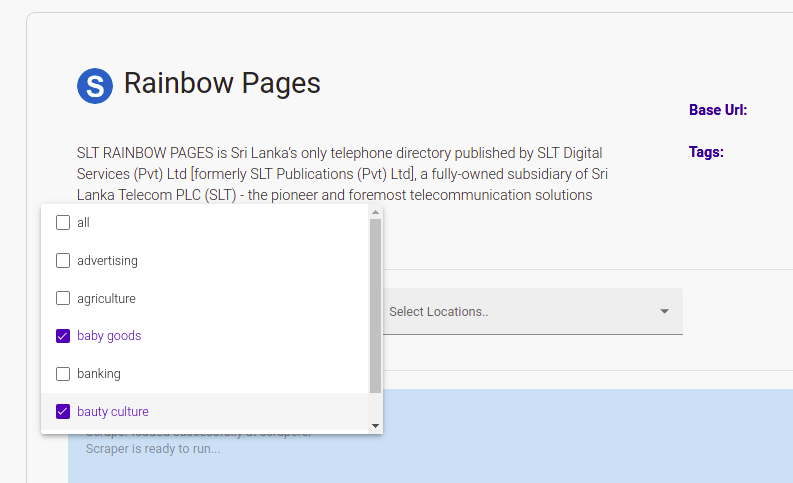 S Rainbow Pages
Base Url:
Tags:
SLT RAINBOW PAGES is Sri Lanka's only telephone directory published by SLT Digital
Services (Pvt) Ltd [formerly SLT Publications (Pvt) Ltd], a fully-owned subsidiary of Sri
Lanka Telecom PLC (SLT) - the pioneer and foremost telecommunication solutions
all
advertising
agriculture
baby goods
banking
bauty culture
Select Locations..
Scraper is ready to run...